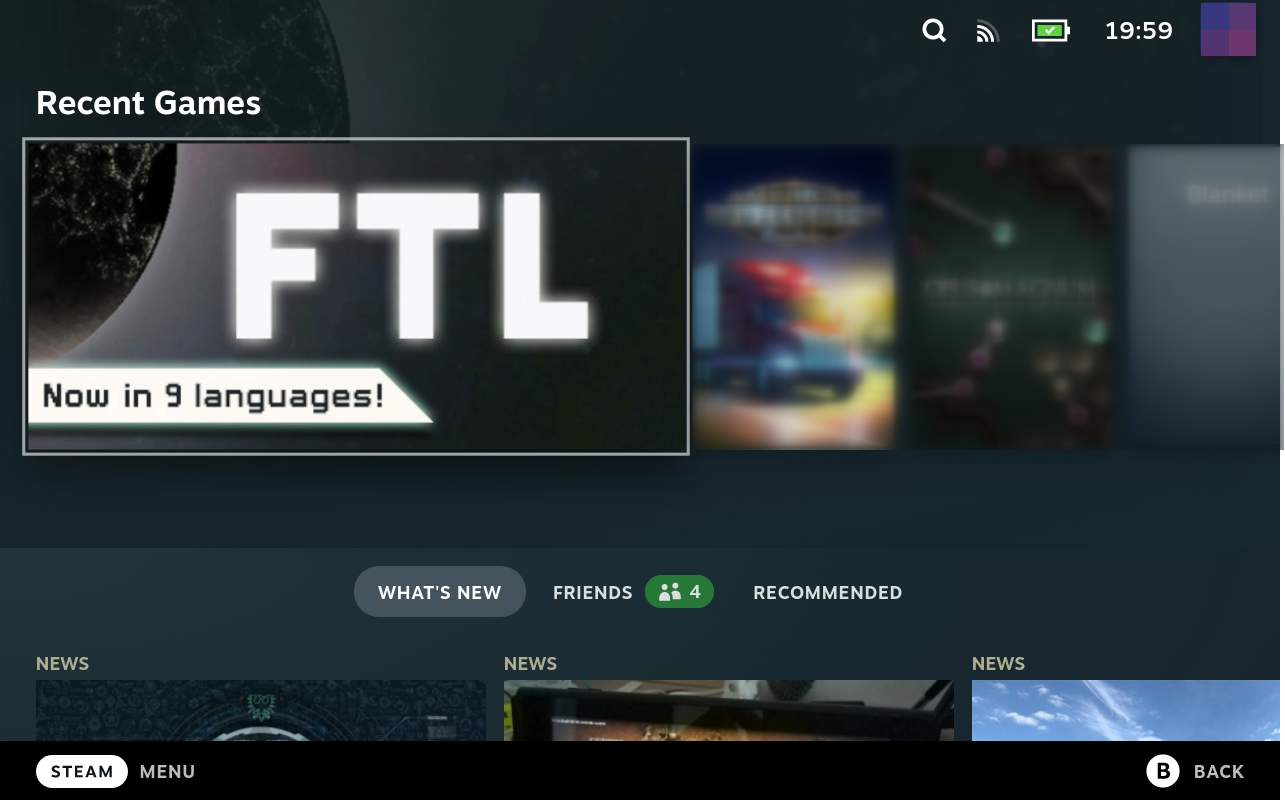 19:59
Recent Games
FTL
Now in 9 languages!
Blanket
WHAT'S NEW
FRIENDS
4
RECOMMENDED
NEWS
NEWS
NEWS
STEAM
MENU
B
BACK